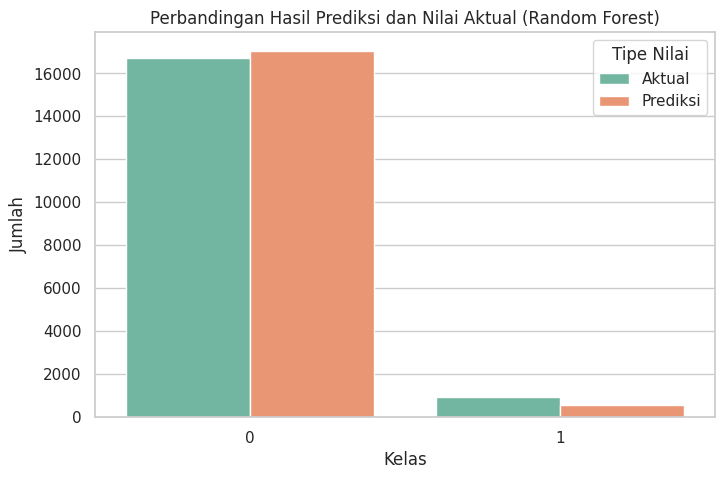 Perbandingan Hasil Prediksi dan Nilai Aktual (Random Forest)
Tipe Nilai
Aktual
Prediksi
16000
14000
12000
10000
8000
6000
4000
2000
0
Jumlah
0
1
Kelas